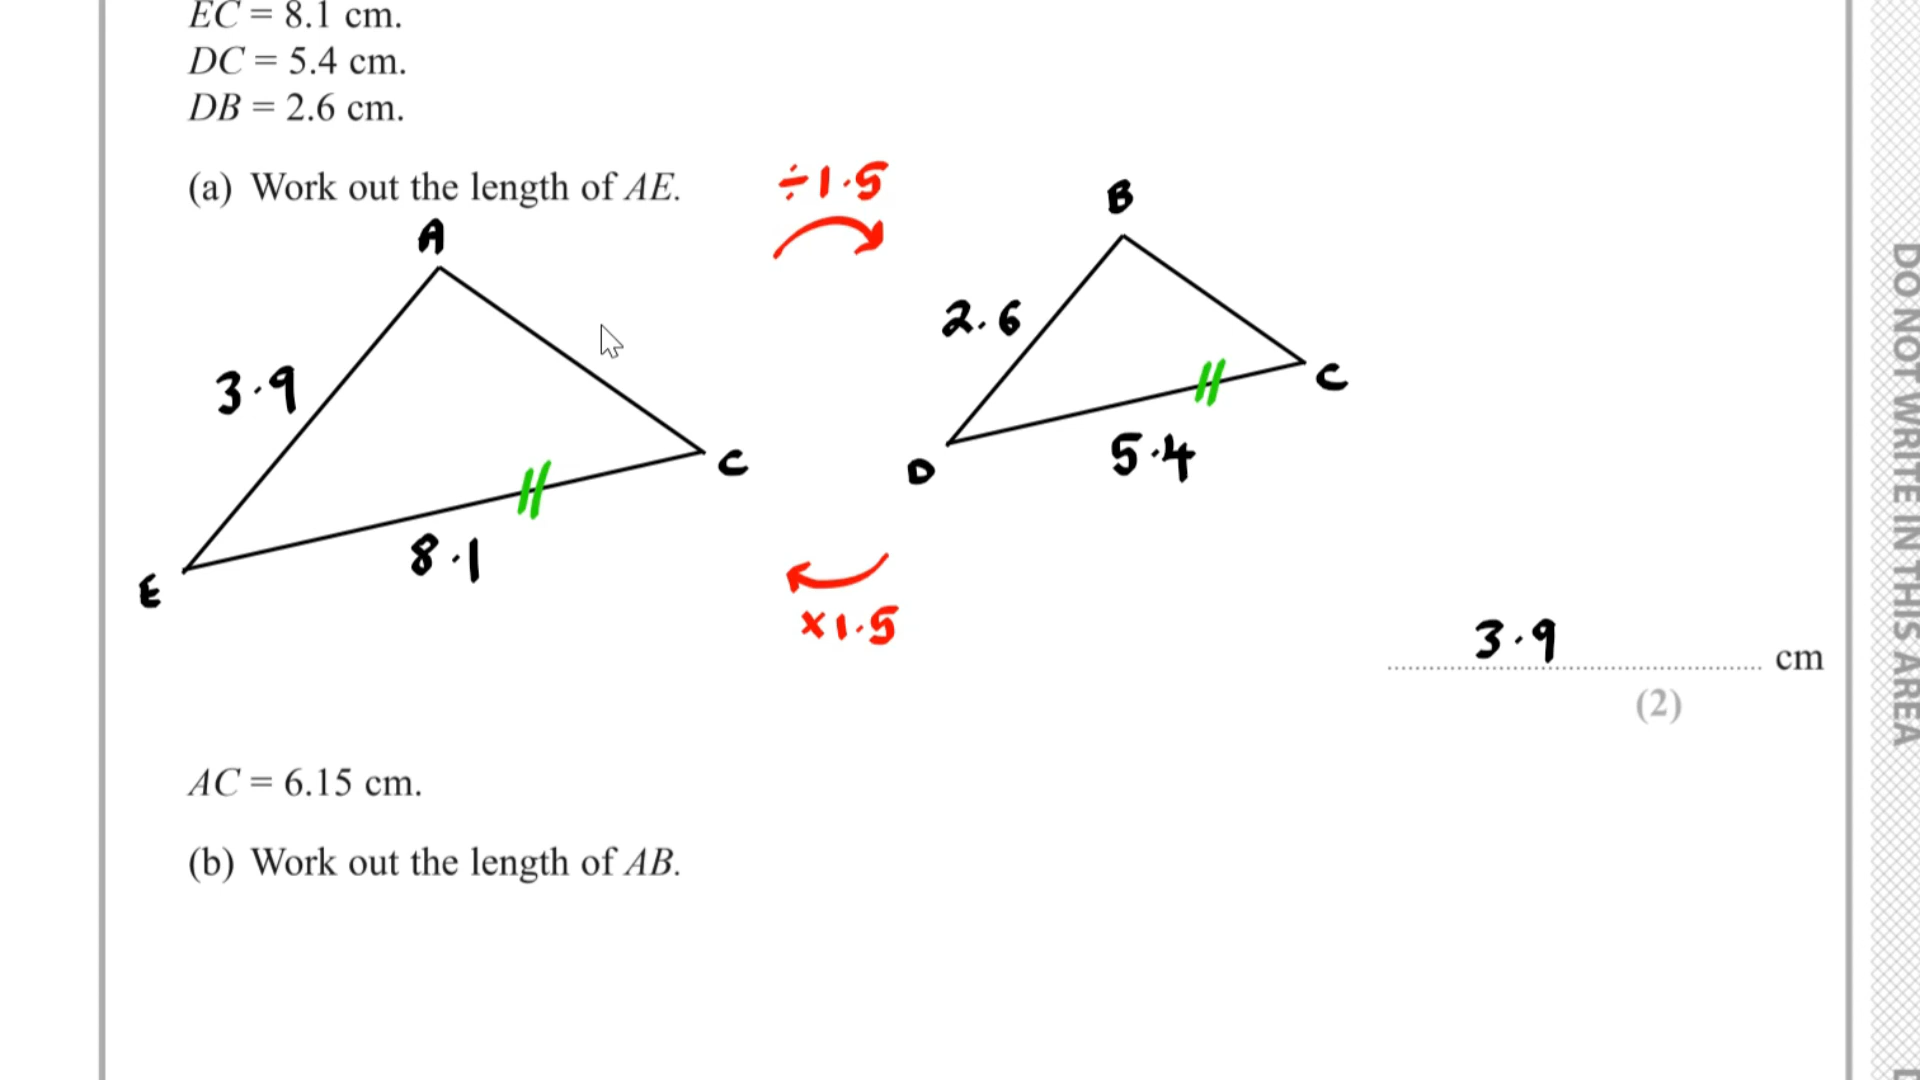 EC = 8.1 cm.
DC = 5.4 cm.
DB = 2.6 cm.
(a) Work out the length of AE.
÷1.5
A
B
3.9
2.6
C
C
E
8.1
D
5.4
×1.5
3.9 cm
(2)
AC = 6.15 cm.
(b) Work out the length of AB.
DO NOT WRITE IN THIS AREA